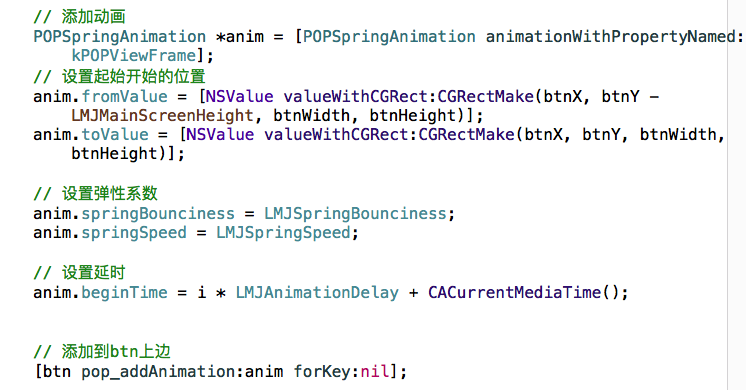 // 添加动画
POPSpringAnimation *anim = [POPSpringAnimation animationWithPropertyNamed:
kPOPViewFrame];
// 设置起始开始的位置
anim.fromValue = [NSValue valueWithCGRect:CGRectMake(btnX, btnY -
LMJMainScreenHeight, btnWidth, btnHeight)];
anim.toValue = [NSValue valueWithCGRect:CGRectMake(btnX, btnY, btnWidth,
btnHeight)];
// 设置弹性系数
anim.springBounciness = LMJSpringBounciness;
anim.springSpeed = LMJSpringSpeed;
// 设置延时
anim.beginTime = i * LMJAnimationDelay + CACurrentMediaTime();
// 添加到btn上边
[btn pop_addAnimation:anim forKey:nil];